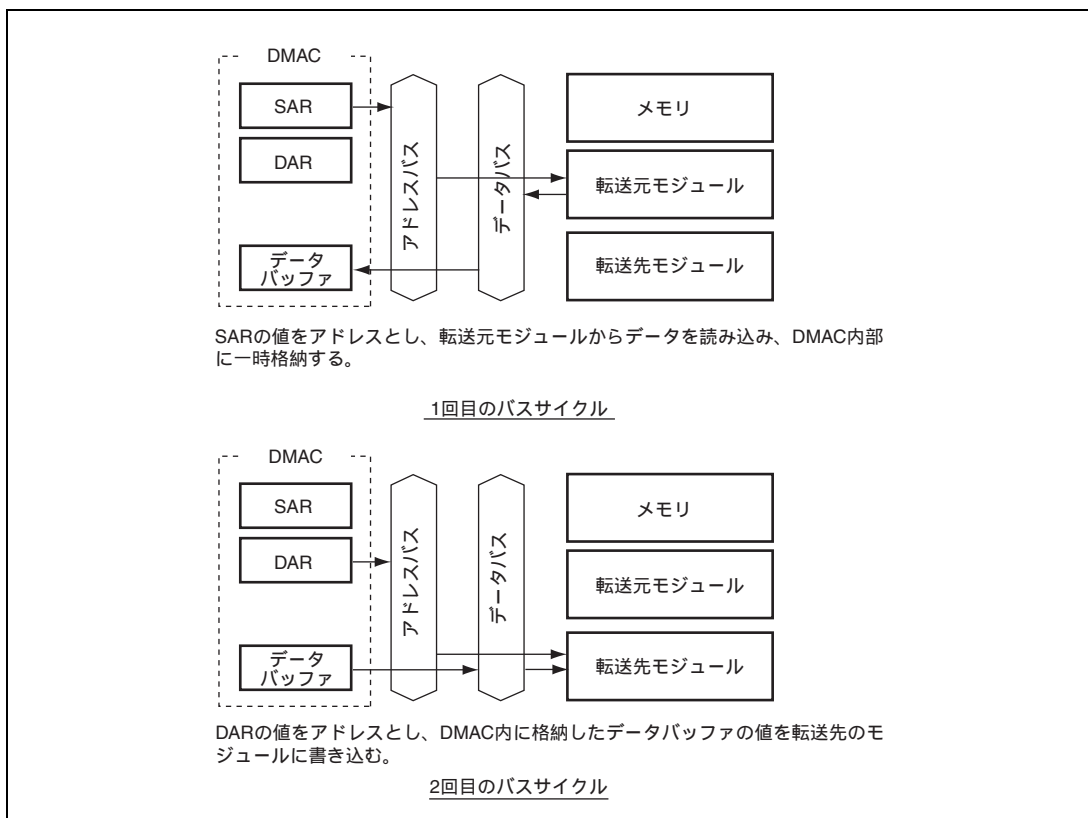 DMAC
SAR
DAR
データ
バッファ
アドレスバス
データバス
メモリ
転送元モジュール
転送先モジュール
SARの値をアドレスとし、転送元モジュールからデータを読み込み、DMAC内部
に一時格納する。
1回目のバスサイクル
DMAC
SAR
DAR
データ
バッファ
アドレスバス
データバス
メモリ
転送元モジュール
転送先モジュール
DARの値をアドレスとし、DMAC内に格納したデータバッファの値を転送先のモ
ジュールに書き込む。
2回目のバスサイクル